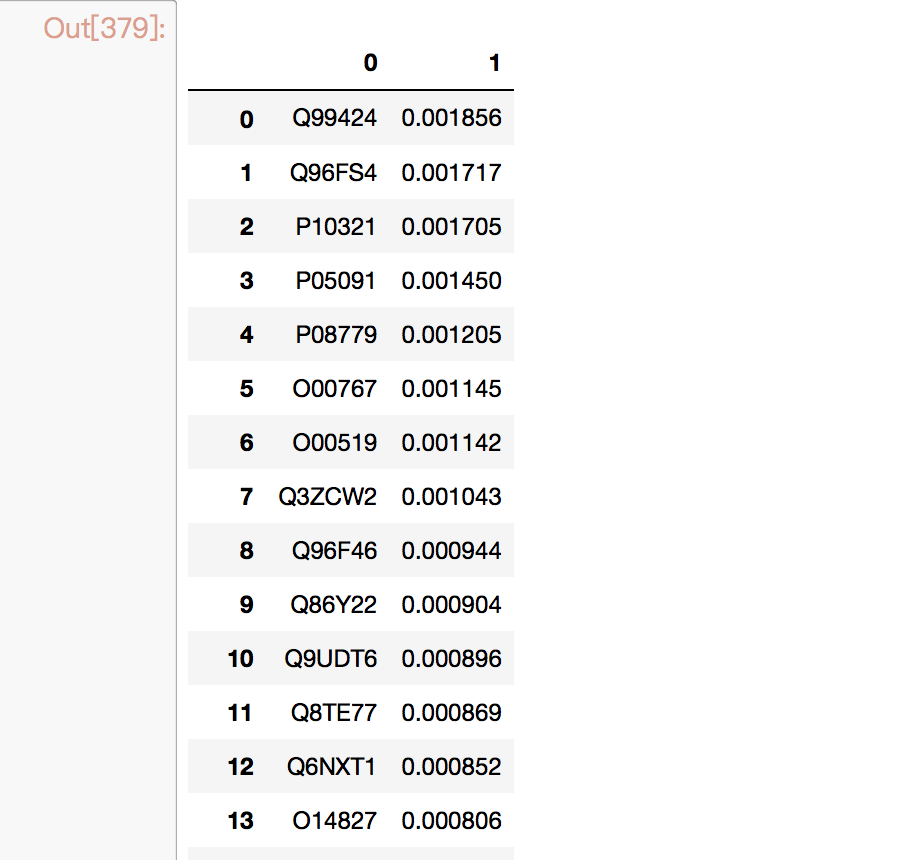 Out[379]:
0 1
0 Q99424 0.001856
1 Q96FS4 0.001717
2 P10321 0.001705
3 P05091 0.001450
4 P08779 0.001205
5 O00767 0.001145
6 O00519 0.001142
7 Q3ZCW2 0.001043
8 Q96F46 0.000944
9 Q86Y22 0.000904
10 Q9UDT6 0.000896
11 Q8TE77 0.000869
12 Q6NXT1 0.000852
13 O14827 0.000806